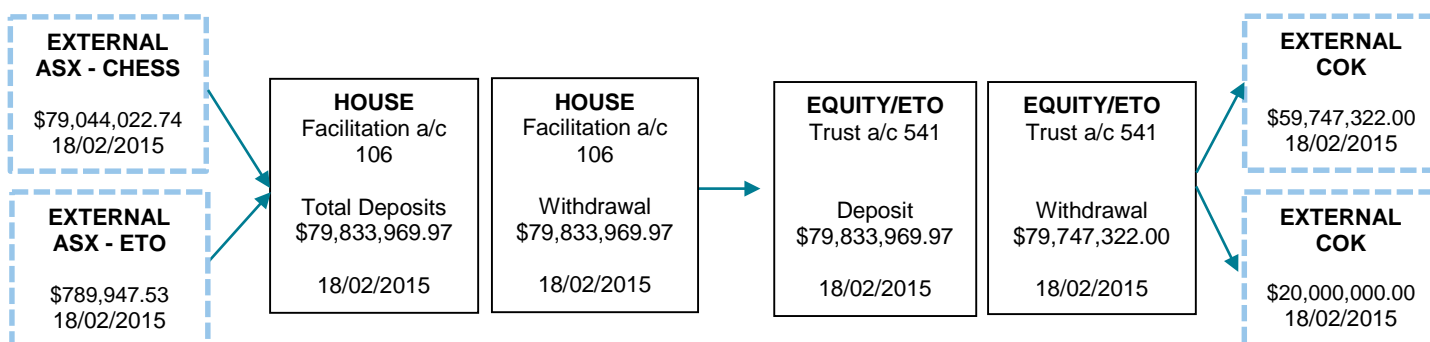 EXTERNAL
ASX - CHESS
$79,044,022.74
18/02/2015
EXTERNAL
ASX - ETO
$789,947.53
18/02/2015
HOUSE
Facilitation a/c
106
Total Deposits
$79,833,969.97
18/02/2015
HOUSE
Facilitation a/c
106
Withdrawal
$79,833,969.97
18/02/2015
EQUITY/ETO
Trust a/c 541
Deposit
$79,833,969.97
18/02/2015
EQUITY/ETO
Trust a/c 541
Withdrawal
$79,747,322.00
18/02/2015
EXTERNAL
COK
$59,747,322.00
18/02/2015
EXTERNAL
COK
$20,000,000.00
18/02/2015